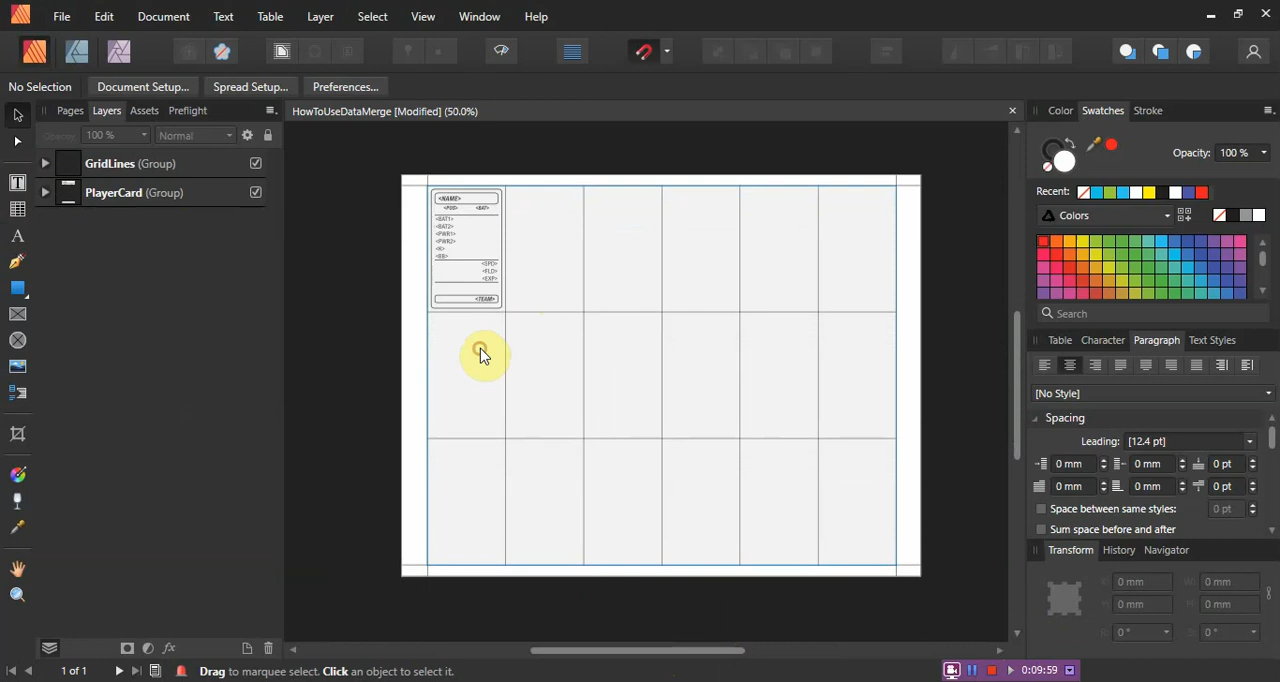 File Edit Document Text Table Layer Select View Window Help
No Selection Document Setup... Spread Setup... Preferences...
Pages Layers Assets Preflight
HowToUseDataMerge [Modified] (50.0%)
Color Swatches Stroke
Opacity: 100 % Normal
GridLines (Group)
PlayerCard (Group)
Opacity: 100 %
Recent:
Colors
Search
<NAME>
<POS> <BAT>
<BAT1>
<BAT2>
<PWR1>
<PWR2>
<K>
<BB>
<SPD>
<FLD>
<EXP>
<TEAM>
Table Character Paragraph Text Styles
[No Style]
Spacing
Leading: [12.4 pt]
0 mm 0 mm 0 pt
0 mm 0 mm 0 pt
Space between same styles: 0 pt
Sum space before and after
Transform History Navigator
X: 0 mm W: 0 mm
Y: 0 mm H: 0 mm
R: 0 ° S: 0 °
fx
1 of 1
Drag to marquee select. Click an object to select it.
0:09:59